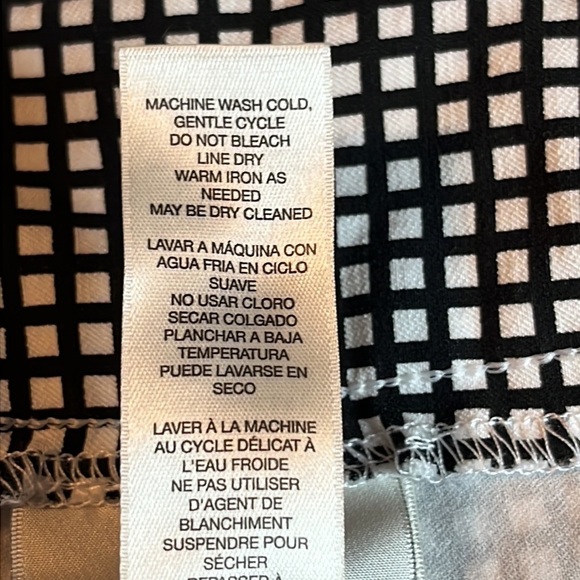 MACHINE WASH COLD,
GENTLE CYCLE
DO NOT BLEACH
LINE DRY
WARM IRON AS
NEEDED
MAY BE DRY CLEANED
LAVAR A MÁQUINA CON
AGUA FRIA EN CICLO
SUAVE
NO USAR CLORO
SECAR COLGADO
PLANCHAR A BAJA
TEMPERATURA
PUEDE LAVARSE EN
SECO
LAVER À LA MACHINE
AU CYCLE DÉLICAT À
L'EAU FROIDE
NE PAS UTILISER
D'AGENT DE
BLANCHIMENT
SUSPENDRE POUR
SÉCHER
REPASSER À